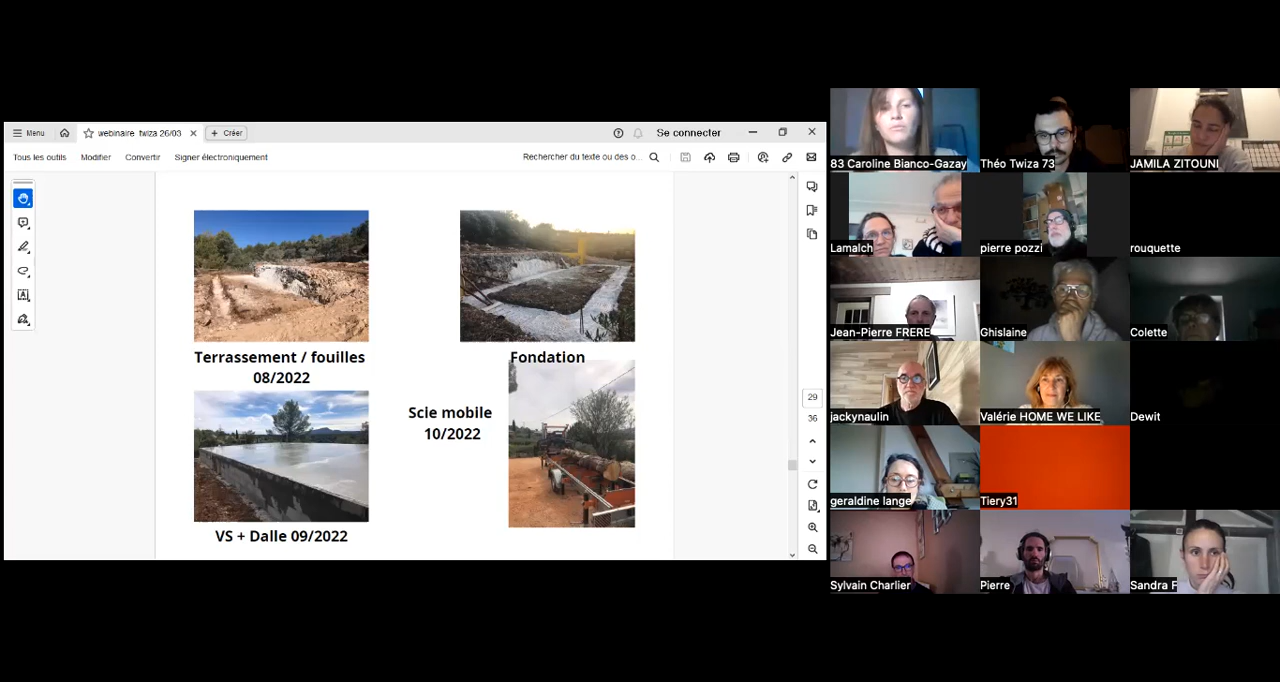 Menu
webinaire twiza 26/03
Créer
Se connecter
Tous les outils
Modifier
Convertir
Signer électroniquement
Rechercher du texte ou des o...
Terrassement / fouilles
08/2022
Fondation
Scie mobile
10/2022
VS + Dalle 09/2022
29
36
83 Caroline Bianco-Gazay
Théo Twiza 73
JAMILA ZITOUNI
Lamalch
pierre pozzi
rouquette
Jean-Pierre FRERE
Ghislaine
Colette
jackynaulin
Valérie HOME WE LIKE
Dewit
geraldine lange
Tiery31
Sylvain Charlier
Pierre
Sandra F